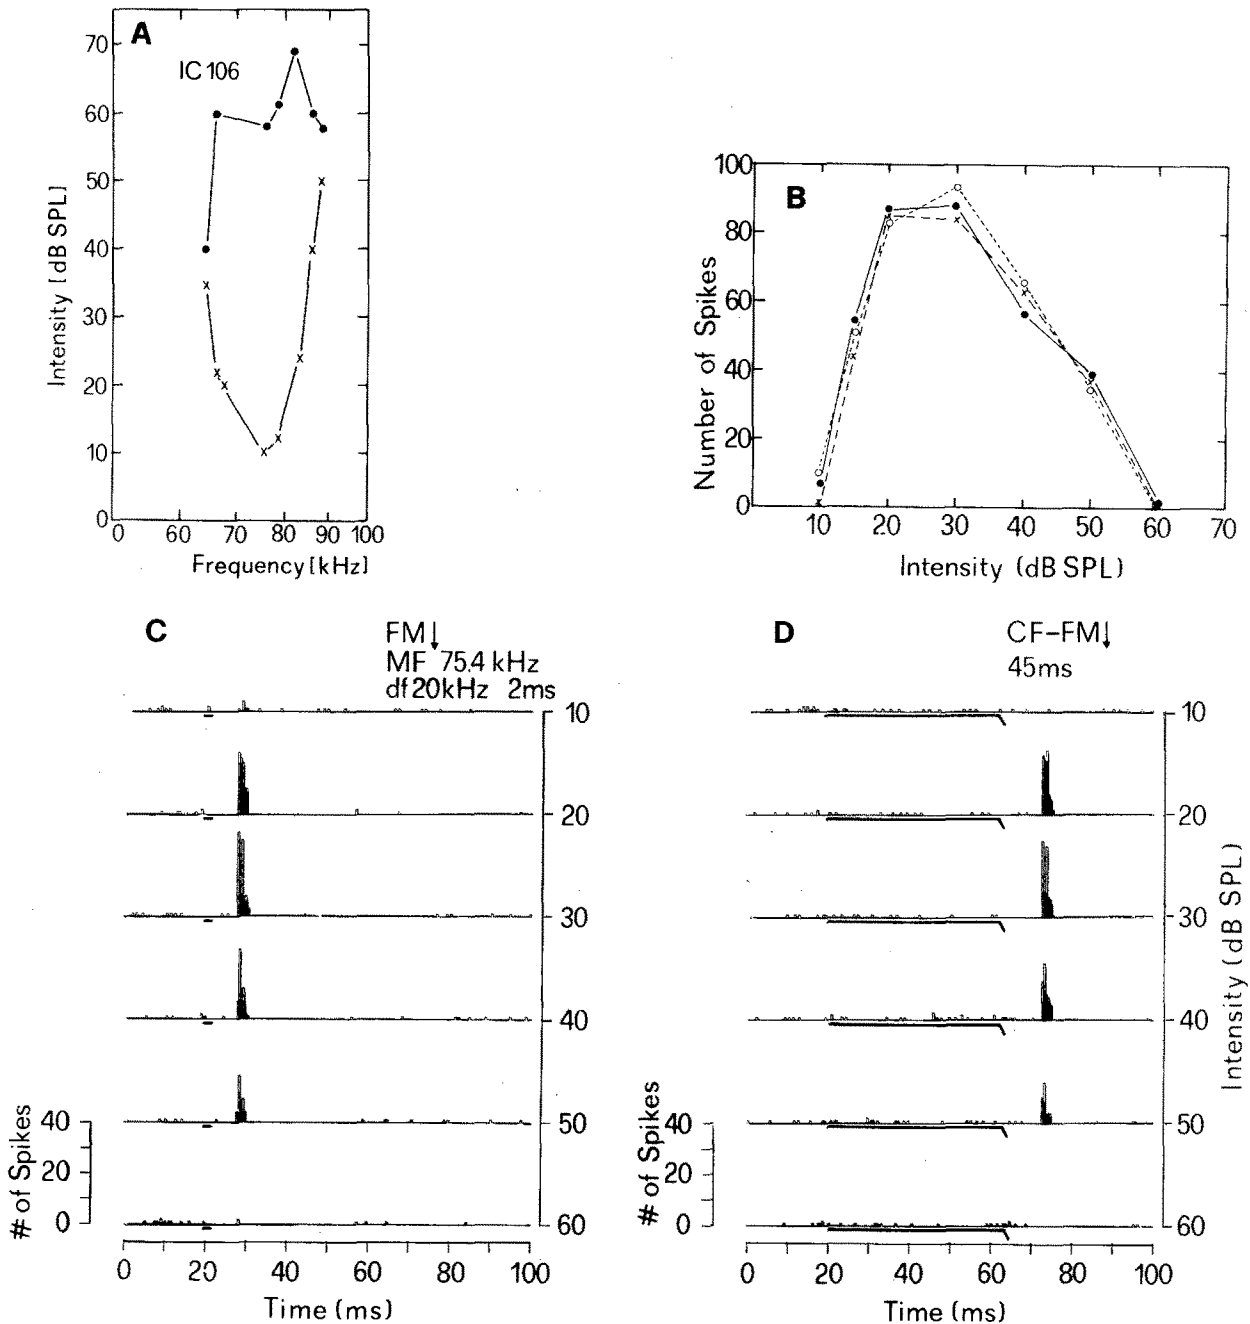 A
IC 106
Intensity [dB SPL]
70
60
50
40
30
20
10
0
0 60 70 80 90 100
Frequency [kHz]
B
Number of Spikes
100
80
60
40
20
0
10 20 30 40 50 60 70
Intensity (dB SPL)
C
FM↓
MF 75.4 kHz
df 20kHz 2ms
10
20
30
40
50
60
# of Spikes
40
20
0
0 20 40 60 80 100
Time (ms)
D
CF-FM↓
45ms
10
20
30
40
50
60
Intensity (dB SPL)
# of Spikes
40
20
0
0 20 40 60 80 100
Time (ms)